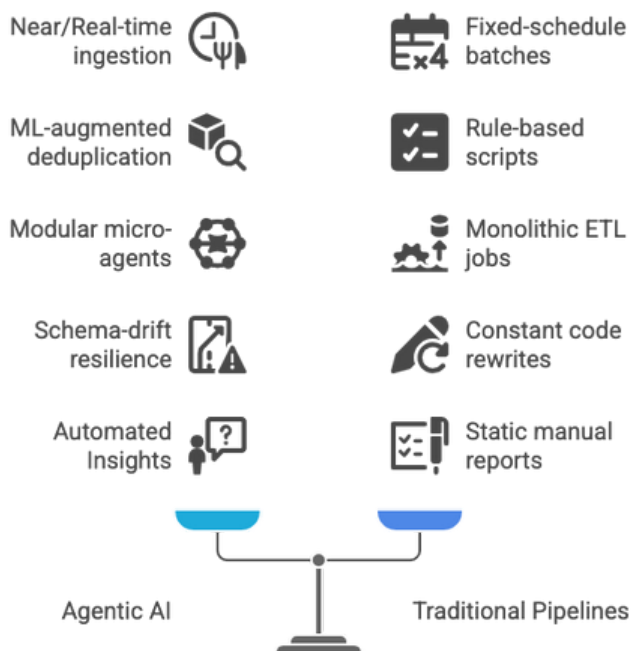 Near/Real-time
ingestion
Fixed-schedule
batches
×4
ML-augmented
deduplication
Rule-based
scripts
Modular micro-
agents
Monolithic ETL
jobs
Schema-drift
resilience
Constant code
rewrites
Automated
Insights
?
Static manual
reports
Agentic AI
Traditional Pipelines